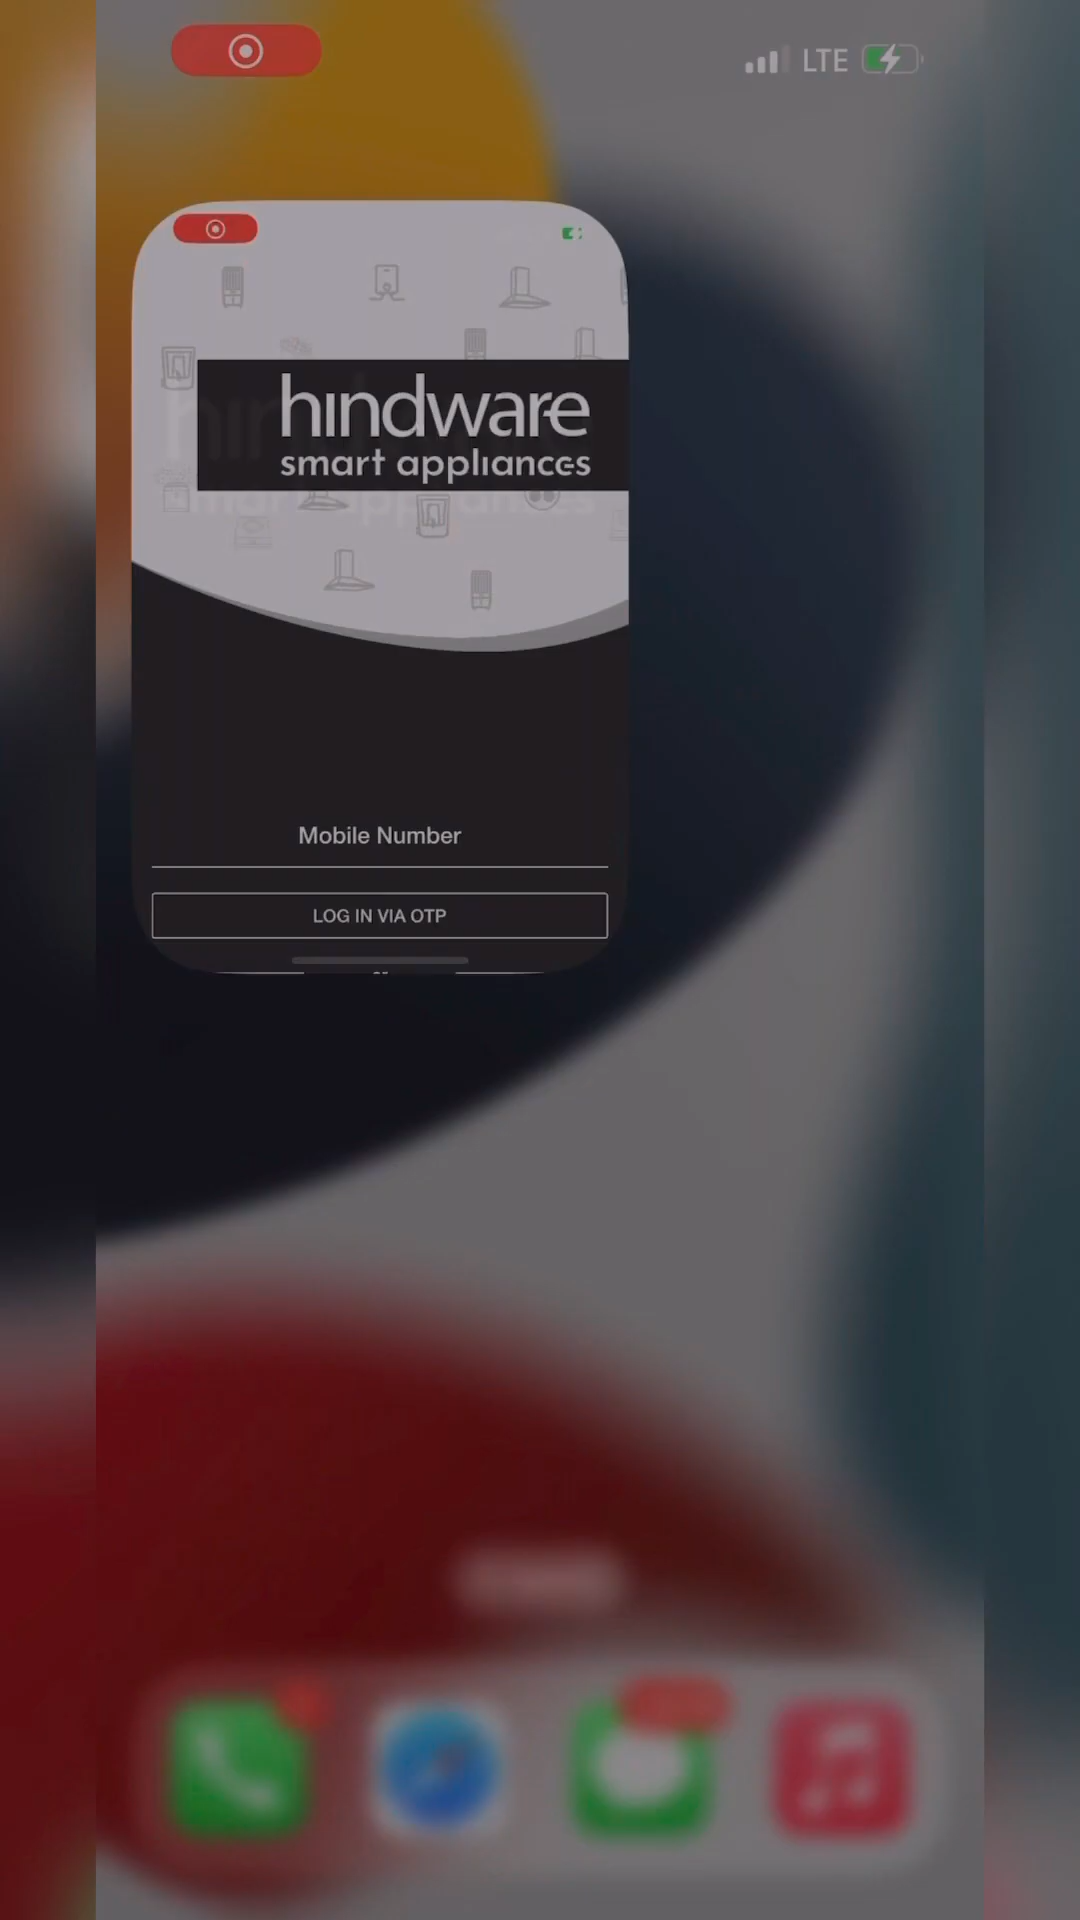 LTE
hindware
smart appliances
Mobile Number
LOG IN VIA OTP